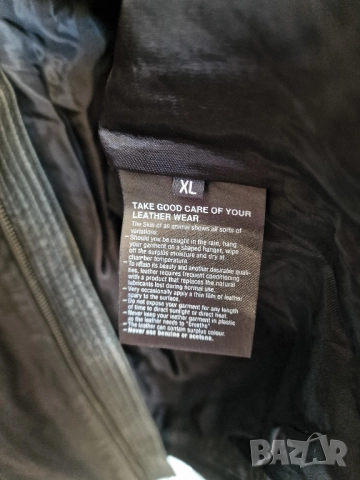 XL
TAKE GOOD CARE OF YOUR
LEATHER WEAR
The Skin of an animal shows all sorts of
variations:
- Should you be caught in the rain, hang
your garment on a shaped hanger, wipe
off the surplus moisture and dry at
chamber temperature.
- To retain its beauty and another desirable quali-
ties, leather requires frequent conditioning
with a product that replaces the natural
lubricants lost during normal use.
- Very occasionally apply a thin film of leather
spary to the surface.
- Do not expose your garment for any length
of time to direct sunlight or direct heat.
- Never keep your leather garment in plastic
as the leather needs to "Breathe"
- The leather can contain surplus colour.
Never use benzine or
BAZAR
bg